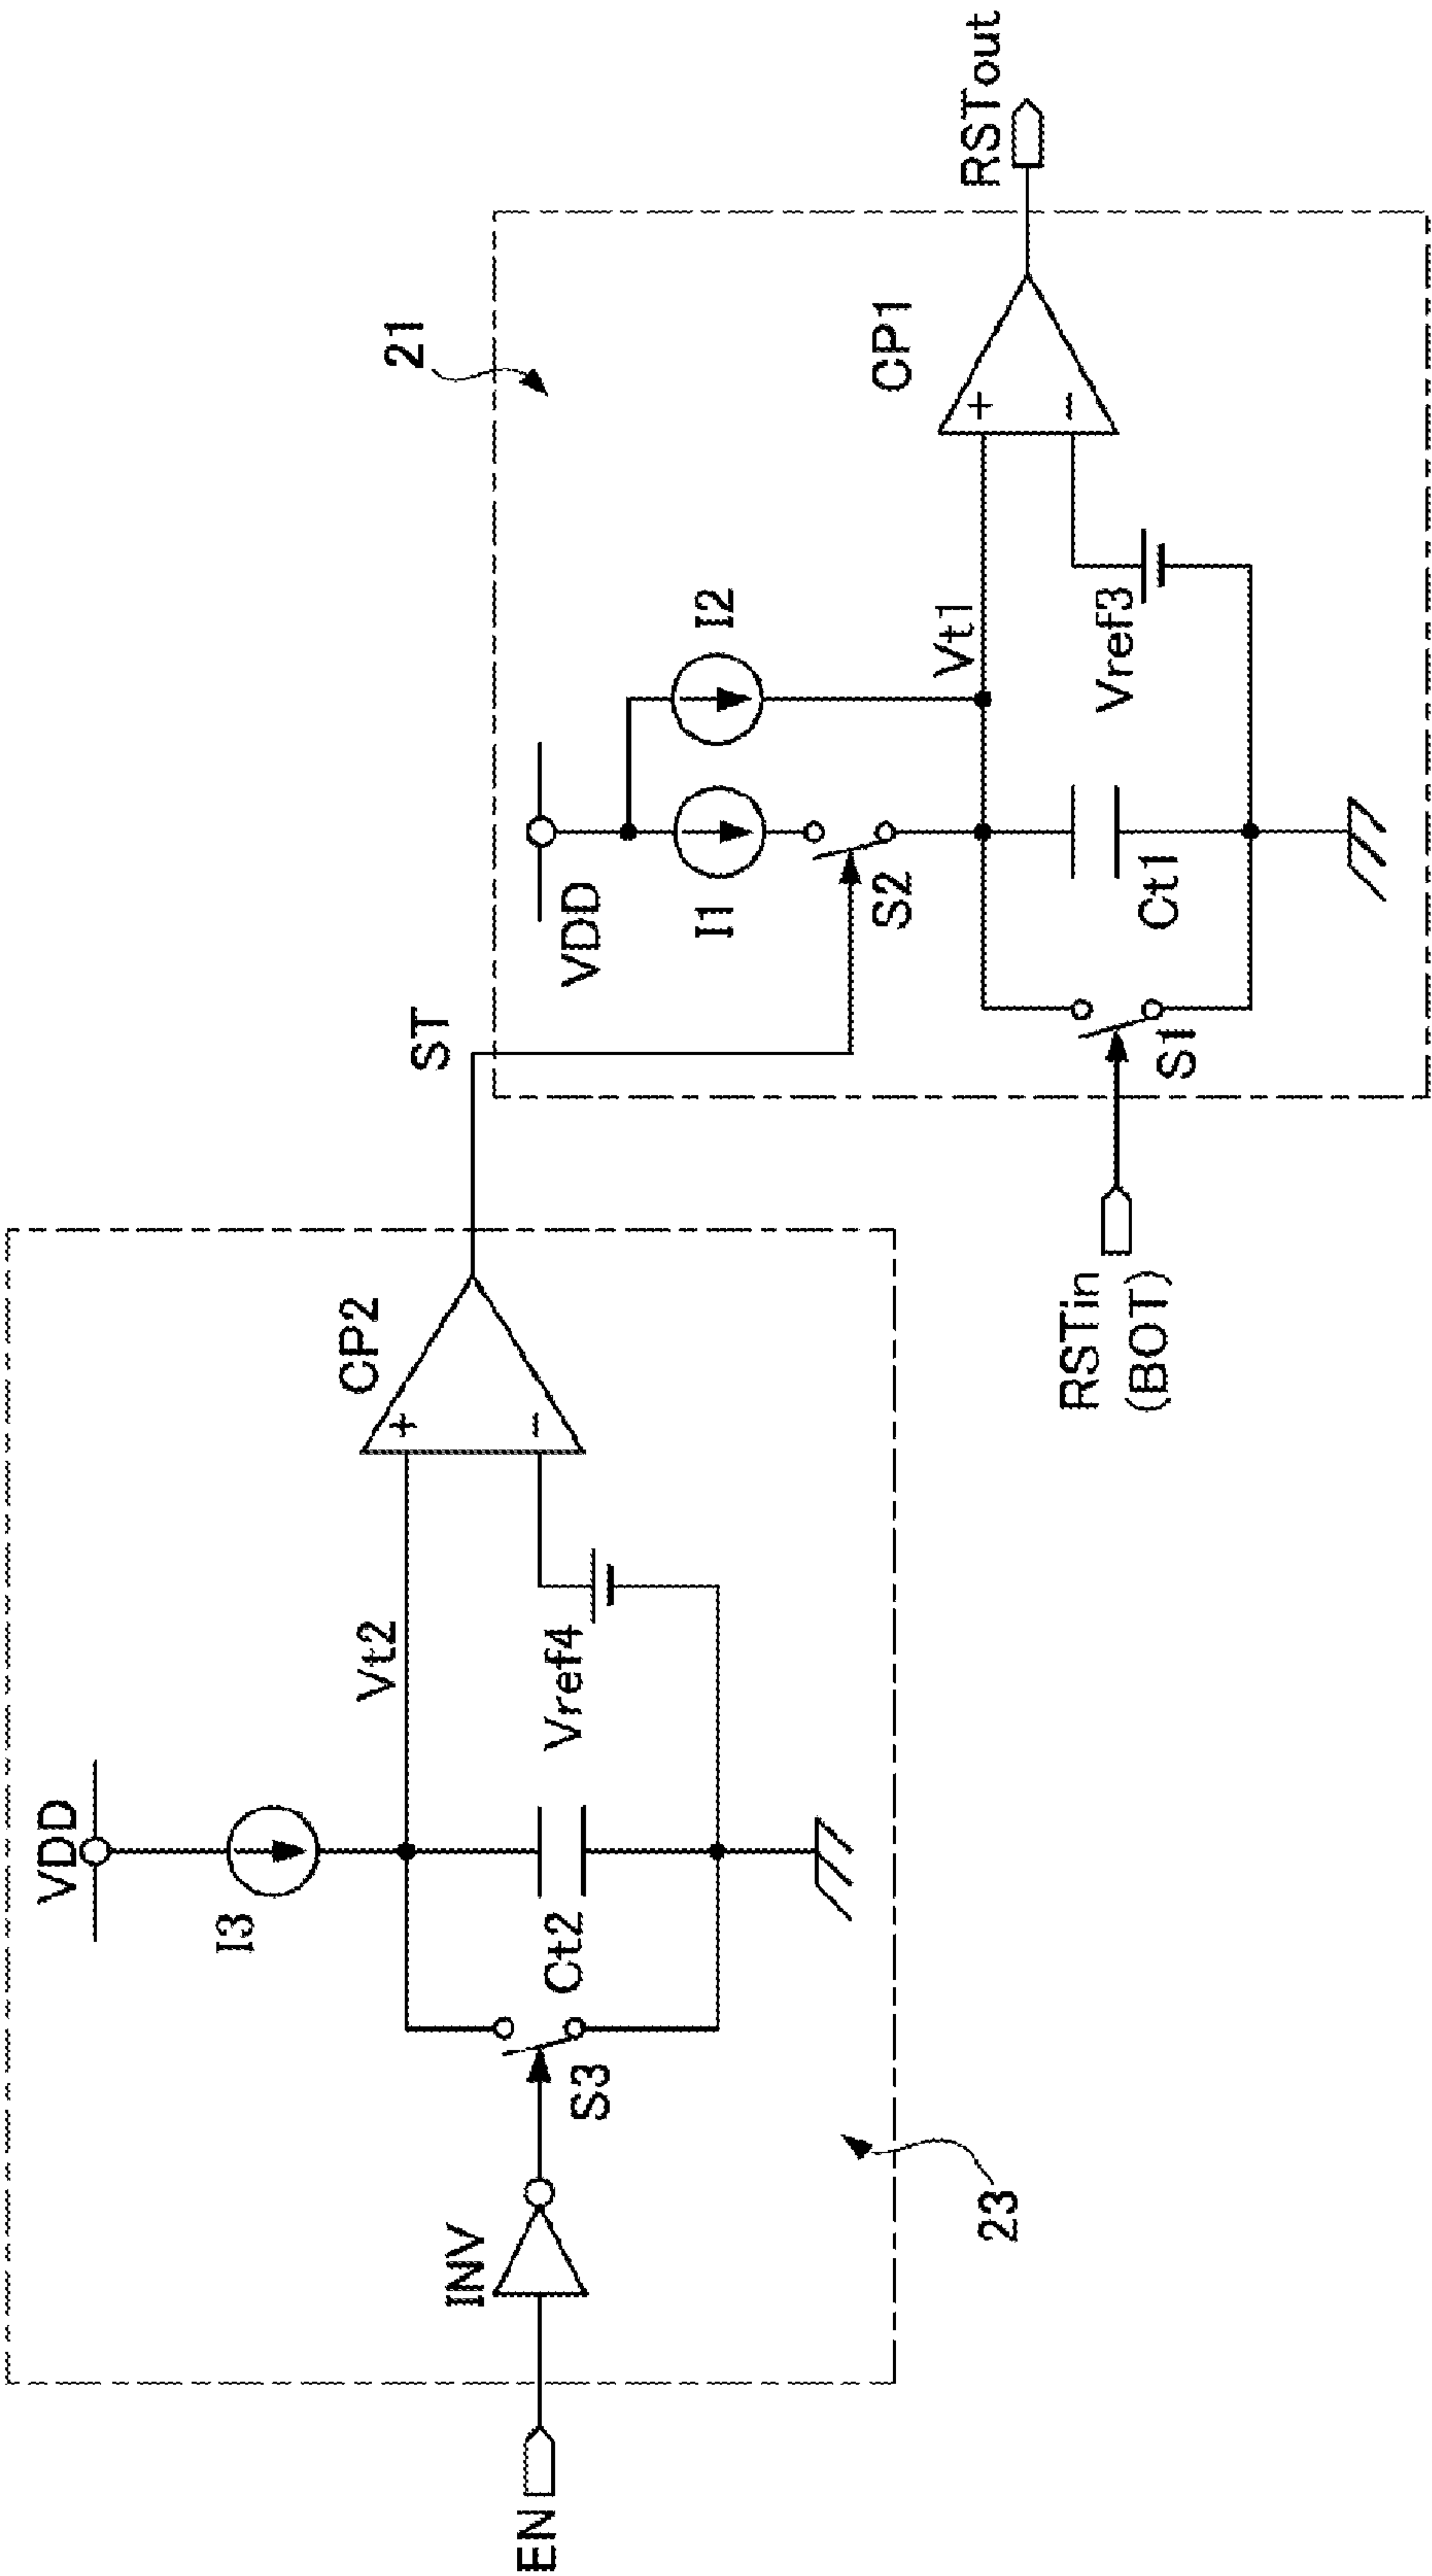 EN
INV
S3
Ct2
I3
VDD
Vt2
Vref4
CP2
+
−
23
ST
RSTin
(BOT)
S1
S2
Ct1
I1
VDD
I2
Vt1
Vref3
CP1
+
−
21
RSTout